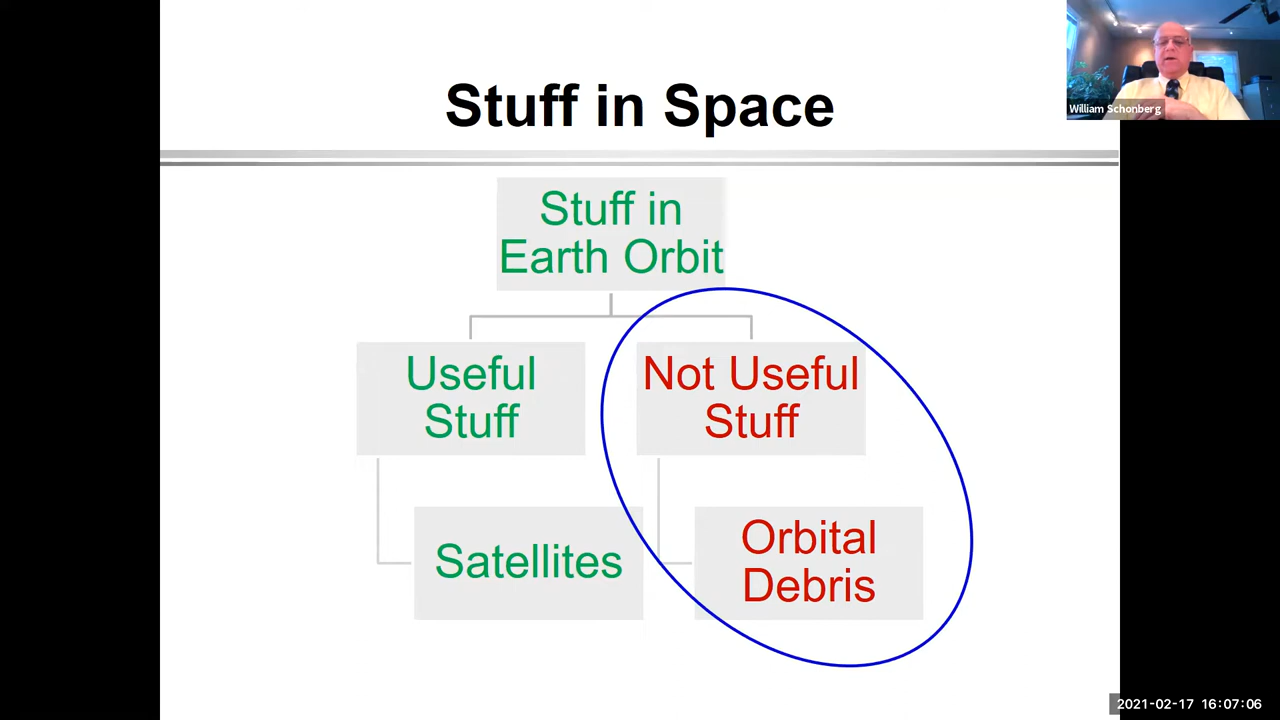 Stuff in Space
William Schonberg
Stuff in
Earth Orbit
Useful
Stuff
Not Useful
Stuff
Satellites
Orbital
Debris
2021-02-17 16:07:06